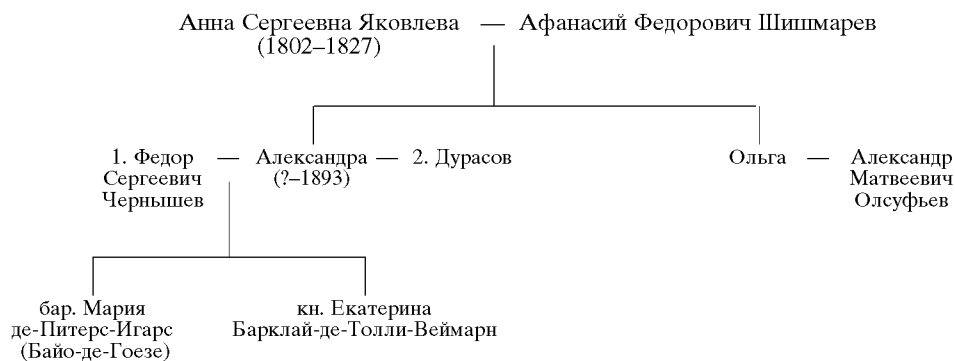 Анна Сергеевна Яковлева — Афанасий Федорович Шишмарев
(1802–1827)
1. Федор — Александра — 2. Дурасов Ольга — Александр
Сергеевич (?–1893) Матвеевич
Чернышев Олсуфьев
бар. Мария кн. Екатерина
де-Питерс-Игарс Барклай-де-Толли-Веймарн
(Байо-де-Гоезе)